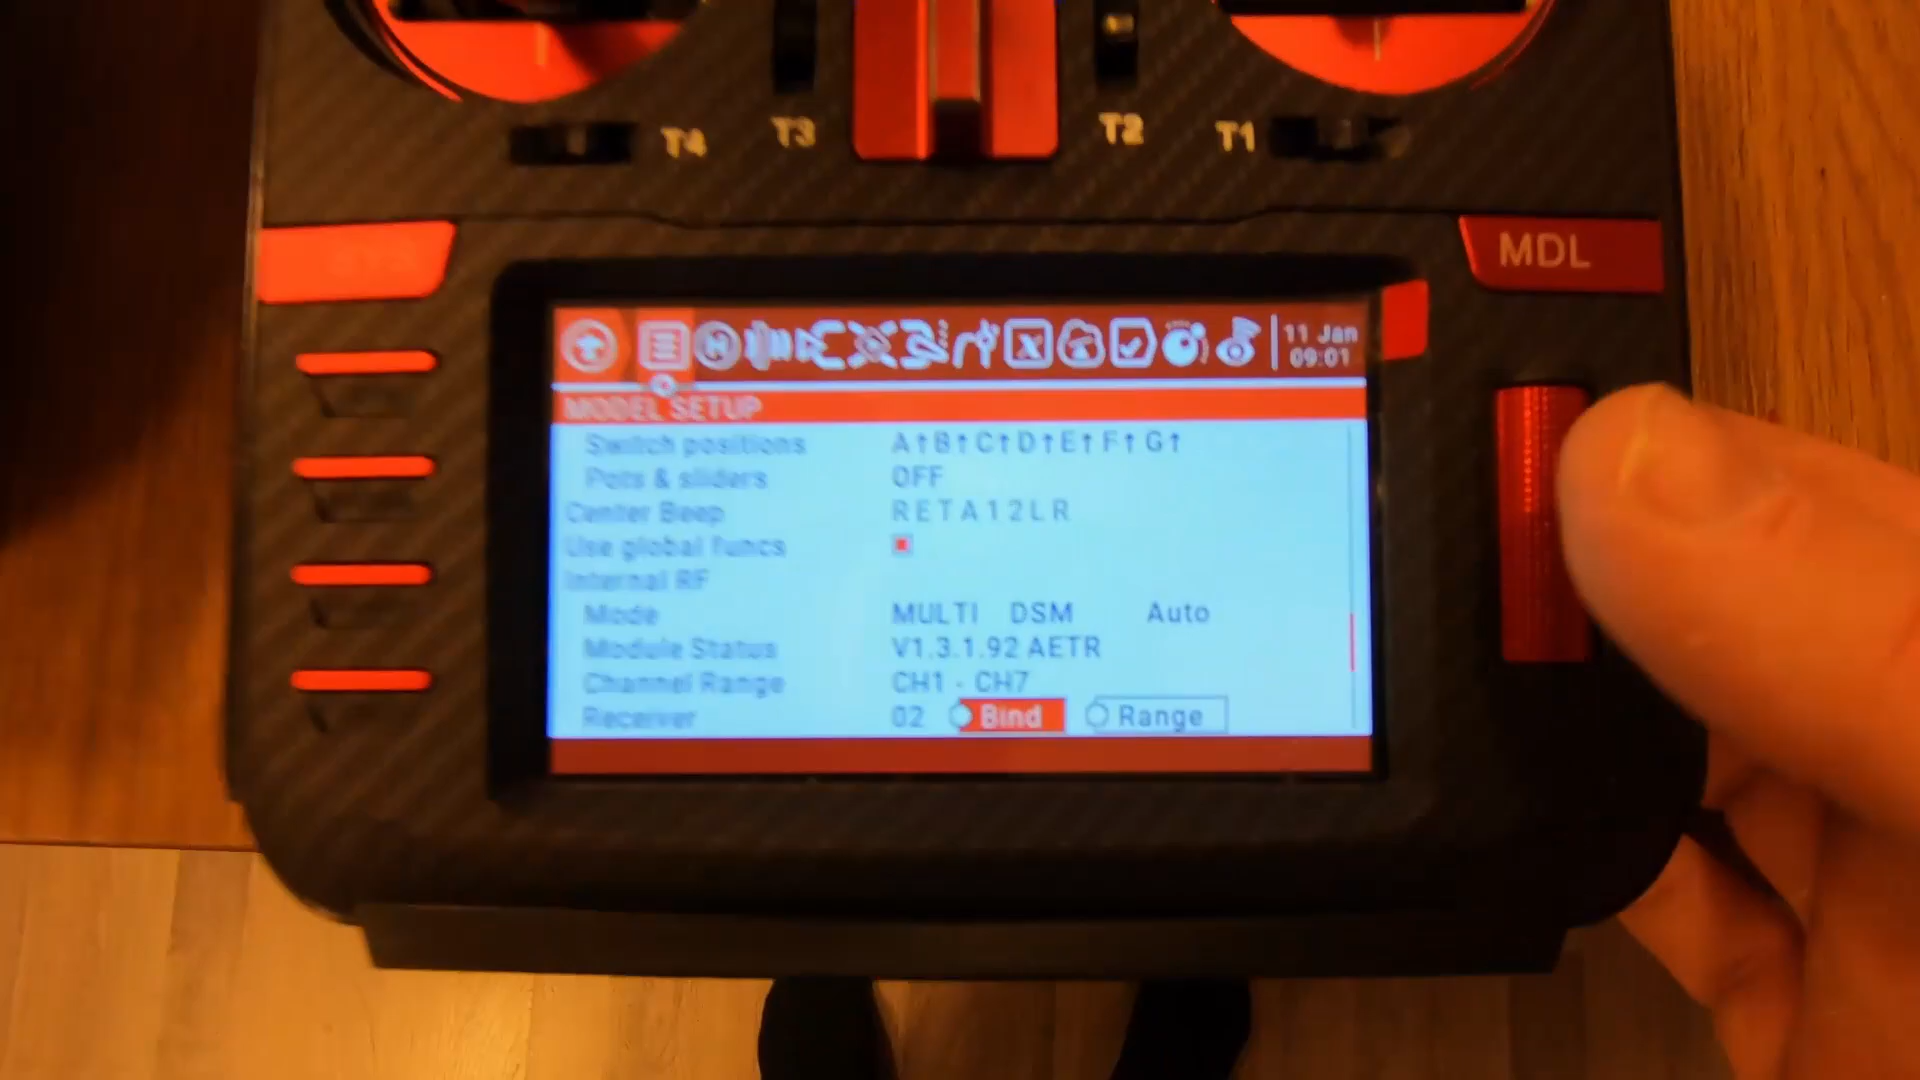 T4 T3 T2 T1
MDL
11 Jan
09:01
MODEL SETUP
Switch positions A↑B↑C↑D↑E↑F↑G↑
Pots & sliders OFF
Center Beep RETA12LR
Use global funcs
Internal RF
Mode MULTI DSM Auto
Module Status V1.3.1.92 AETR
Channel Range CH1 - CH7
Receiver 02 Bind Range